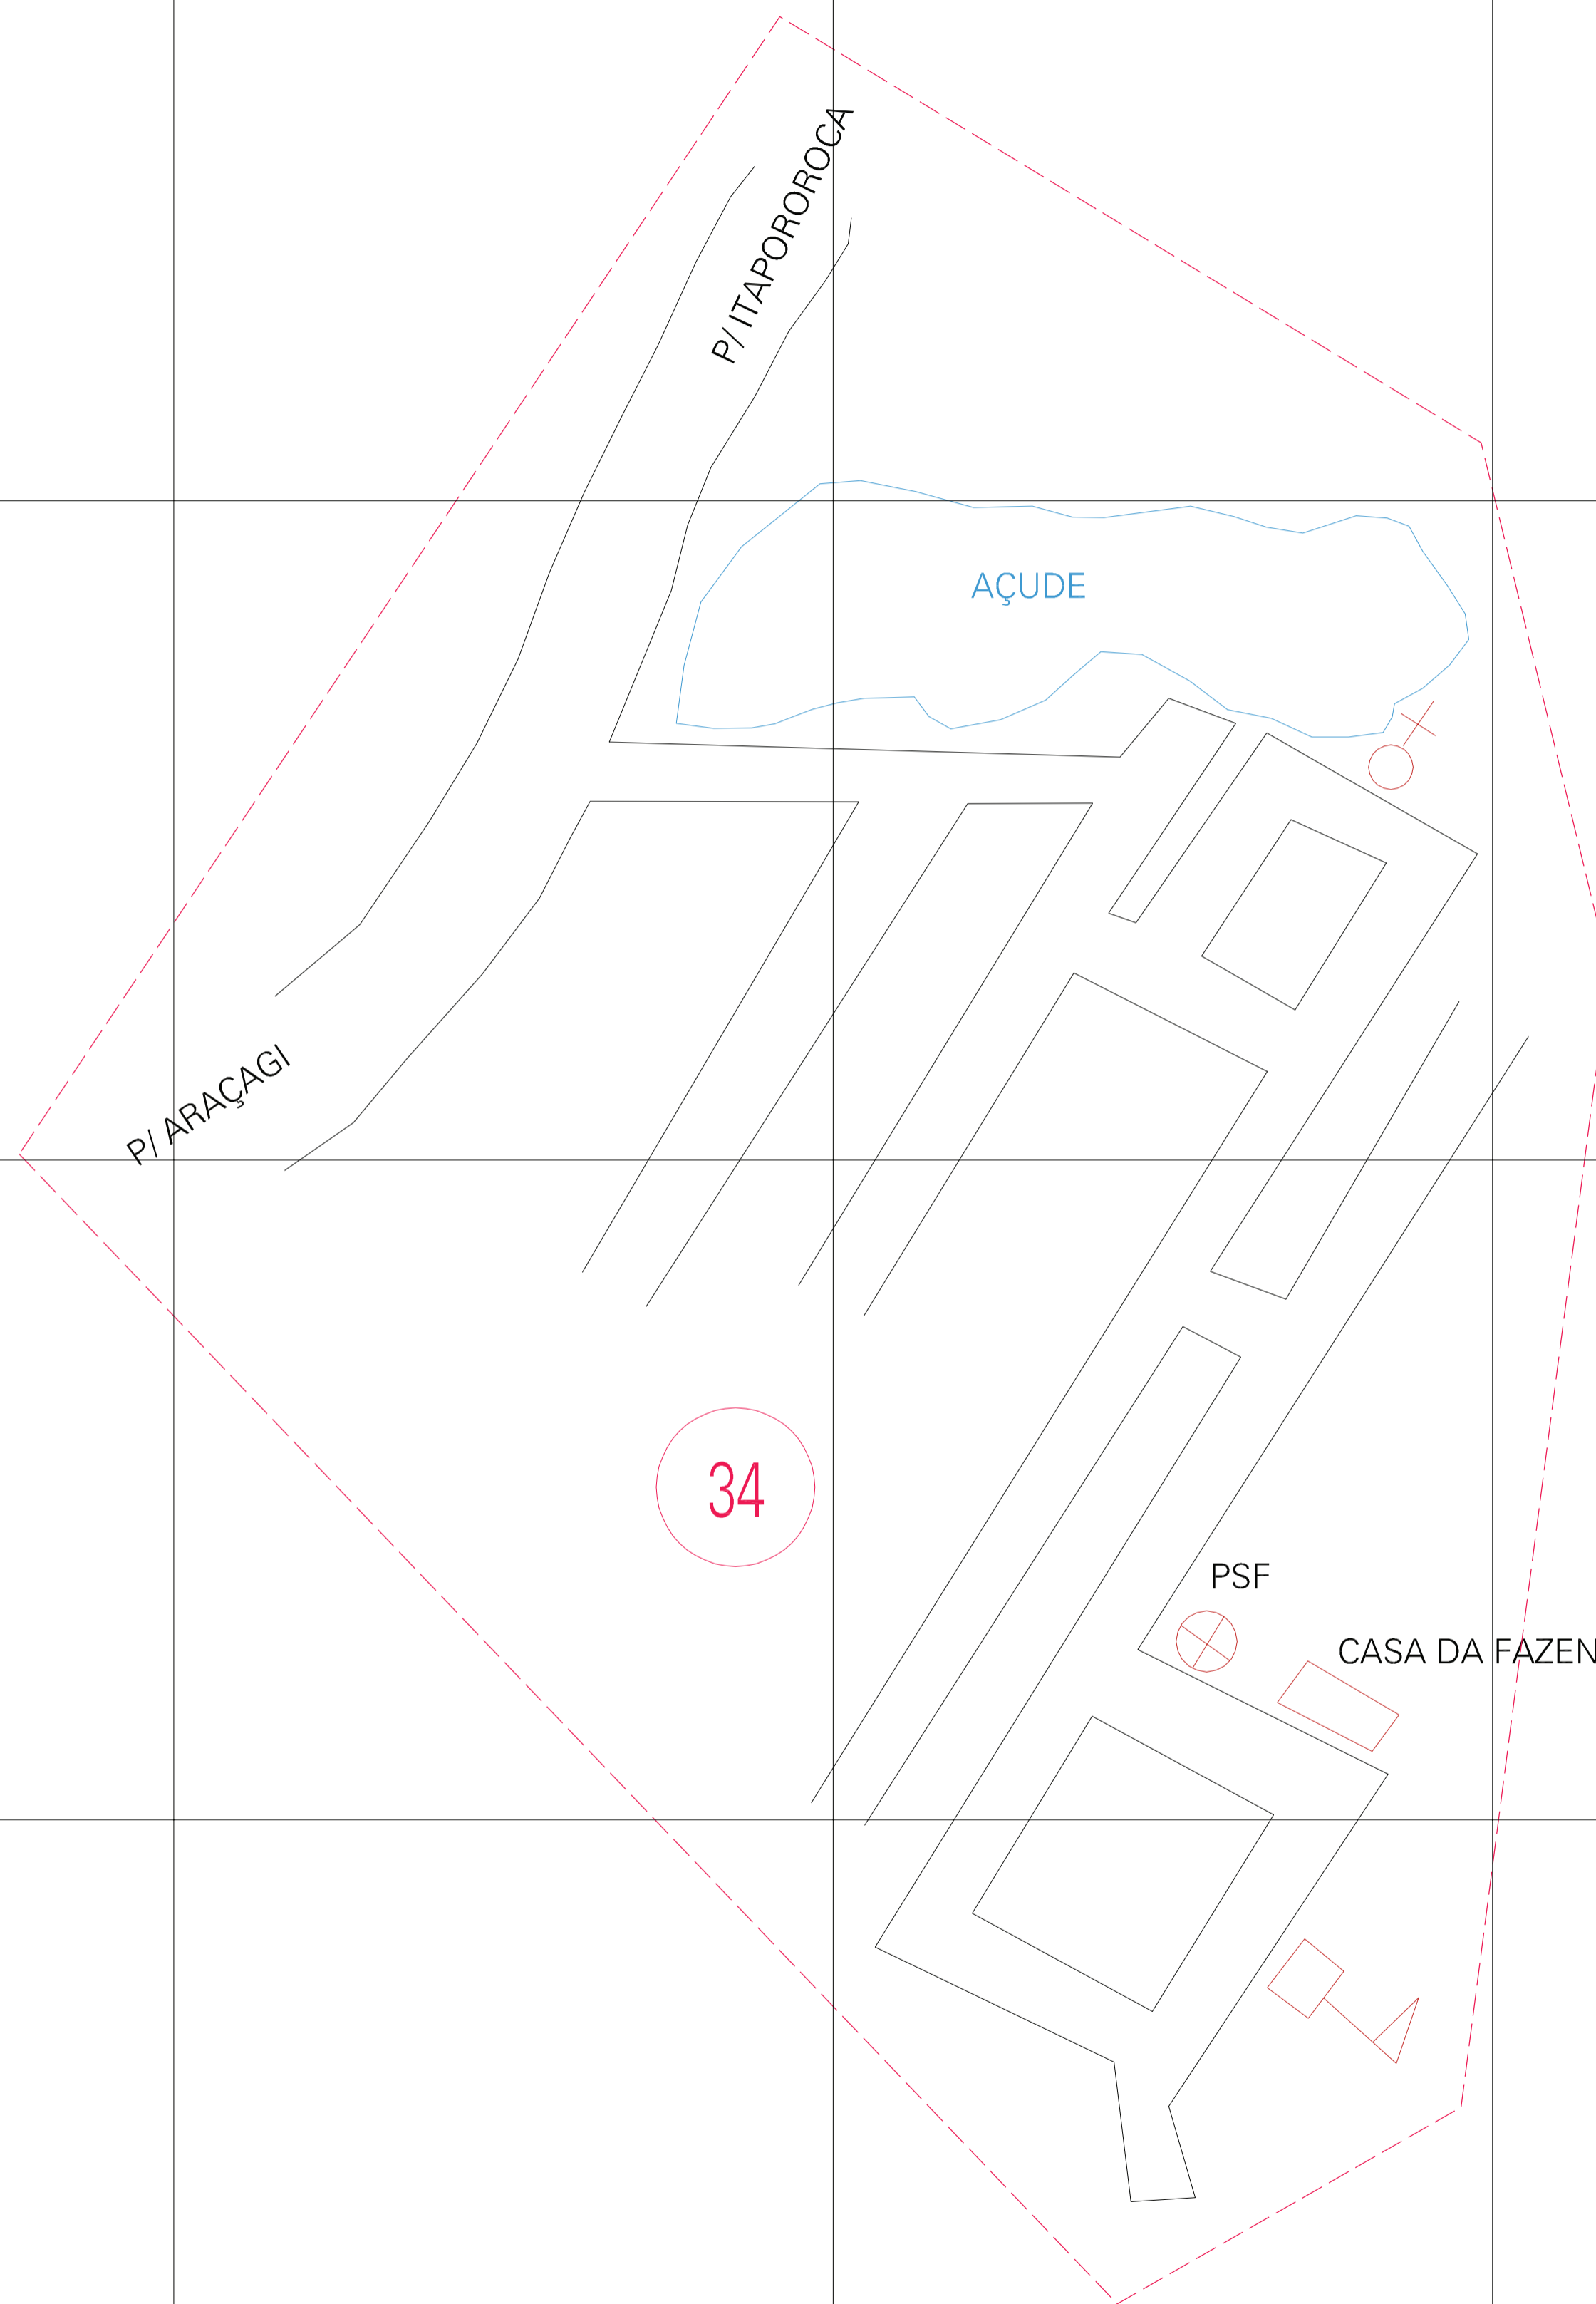 P/ ITAPOROROCA
AÇUDE
P/ ARAÇAGI
34
PSF
CASA DA FAZEN